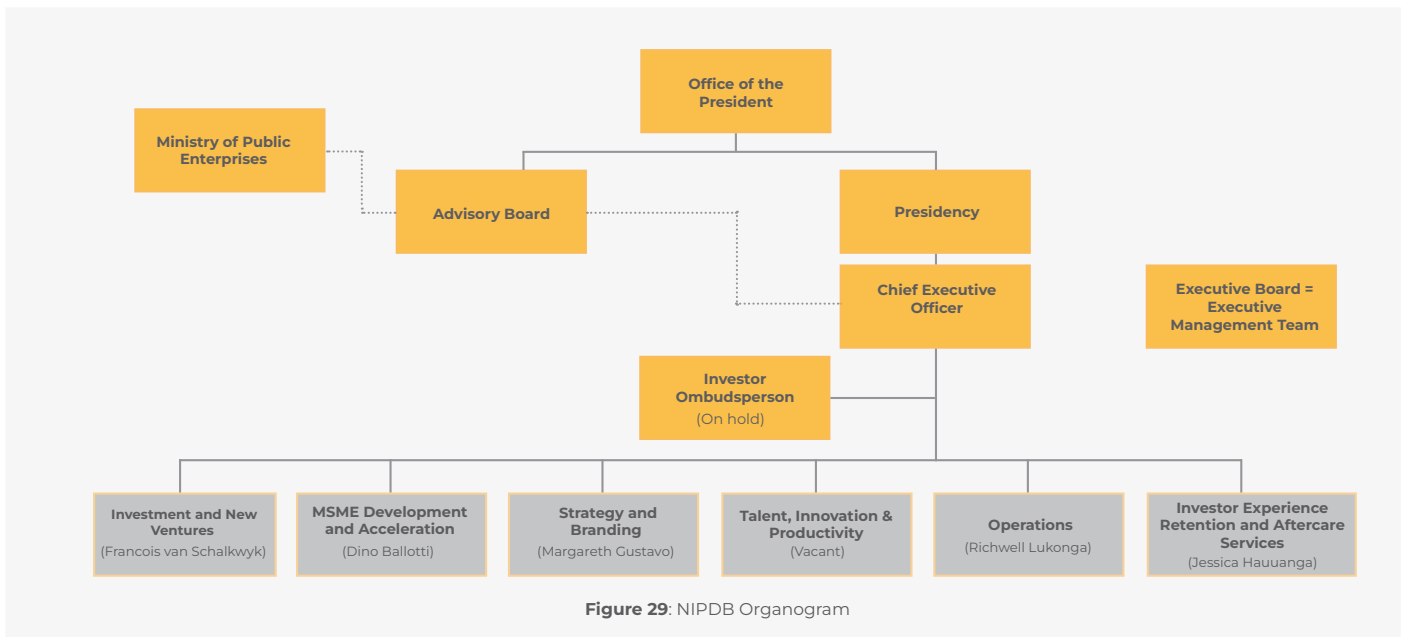 Office of the
President
Ministry of Public
Enterprises
Advisory Board
Presidency
Chief Executive
Officer
Executive Board =
Executive
Management Team
Investor
Ombudsperson
(On hold)
Investment and New
Ventures
(Francois van Schalkwyk)
MSME Development
and Acceleration
(Dino Ballotti)
Strategy and
Branding
(Margareth Gustavo)
Talent, Innovation &
Productivity
(Vacant)
Operations
(Richwell Lukonga)
Investor Experience
Retention and Aftercare
Services
(Jessica Hauuanga)
Figure 29: NIPDB Organogram